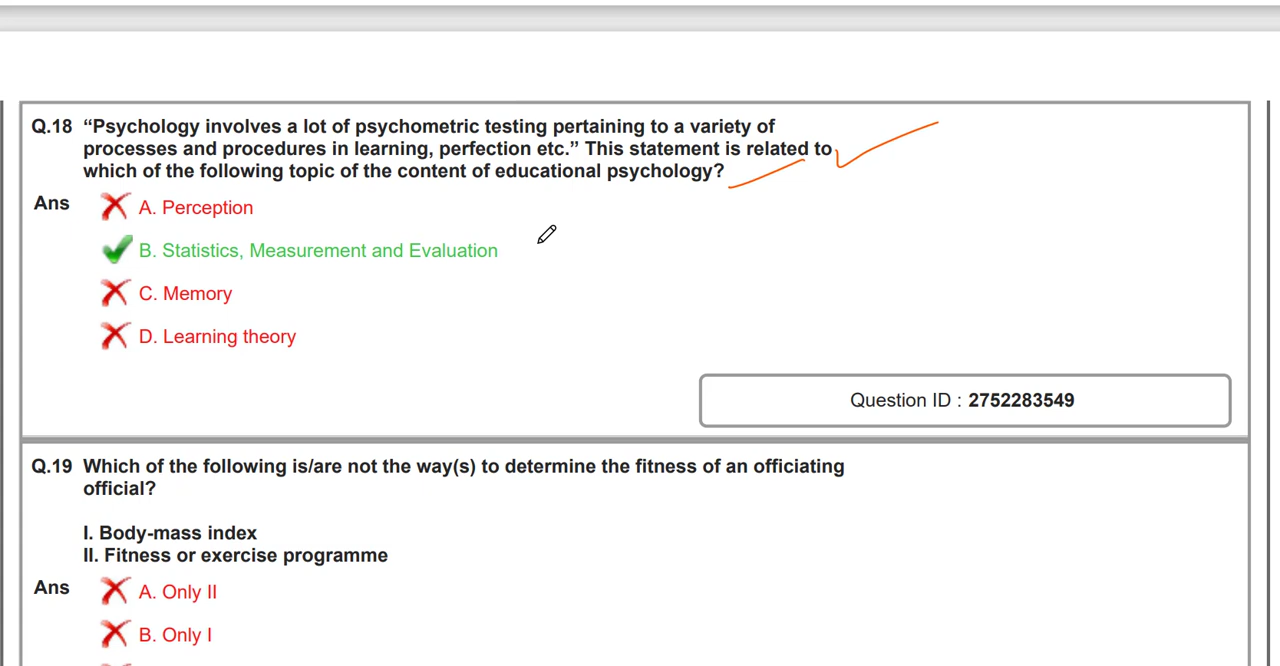 Q.18 “Psychology involves a lot of psychometric testing pertaining to a variety of
processes and procedures in learning, perfection etc.” This statement is related to
which of the following topic of the content of educational psychology?
Ans A. Perception
B. Statistics, Measurement and Evaluation
C. Memory
D. Learning theory
Question ID : 2752283549
Q.19 Which of the following is/are not the way(s) to determine the fitness of an officiating
official?
I. Body-mass index
II. Fitness or exercise programme
Ans A. Only II
B. Only I